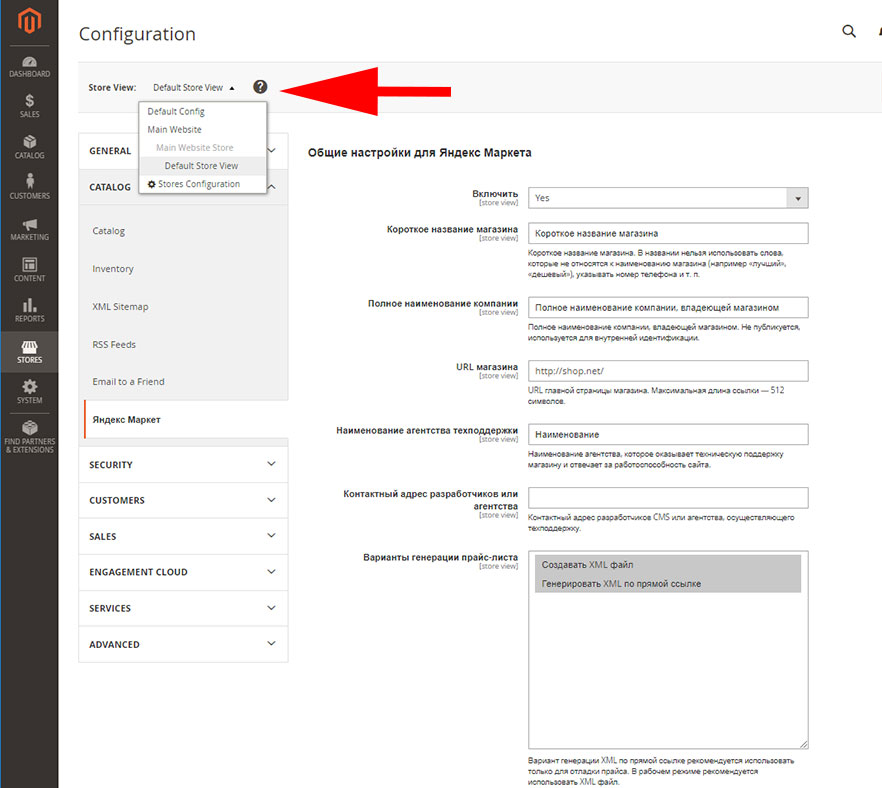 Configuration
Store View: Default Store View
Default Config
Main Website
Main Website Store
Default Store View
Stores Configuration
DASHBOARD
SALES
CATALOG
CUSTOMERS
MARKETING
CONTENT
REPORTS
STORES
SYSTEM
FIND PARTNERS
& EXTENSIONS
GENERAL
CATALOG
Catalog
Inventory
XML Sitemap
RSS Feeds
Email to a Friend
Яндекс Маркет
SECURITY
CUSTOMERS
SALES
ENGAGEMENT CLOUD
SERVICES
ADVANCED
Общие настройки для Яндекс Маркета
Включить
[store view]
Yes
Короткое название магазина
[store view]
Короткое название магазина
Короткое название магазина. В названии нельзя использовать слова,
которые не относятся к наименованию магазина (например «лучший»,
«дешевый»), указывать номер телефона и т. п.
Полное наименование компании
[store view]
Полное наименование компании, владеющей магазином
Полное наименование компании, владеющей магазином. Не публикуется,
используется для внутренней идентификации.
URL магазина
[store view]
http://shop.net/
URL главной страницы магазина. Максимальная длина ссылки — 512
символов.
Наименование агентства техподдержки
[store view]
Наименование
Наименование агентства, которое оказывает техническую поддержку
магазину и отвечает за работоспособность сайта.
Контактный адрес разработчиков или
агентства
[store view]
Контактный адрес разработчиков CMS или агентства, осуществляющего
техподдержку.
Варианты генерации прайс-листа
[store view]
Создавать XML файл
Генерировать XML по прямой ссылке
Вариант генерации XML по прямой ссылке рекомендуется использовать
только для отладки прайса. В рабочем режиме рекомендуется
использовать XML файл.